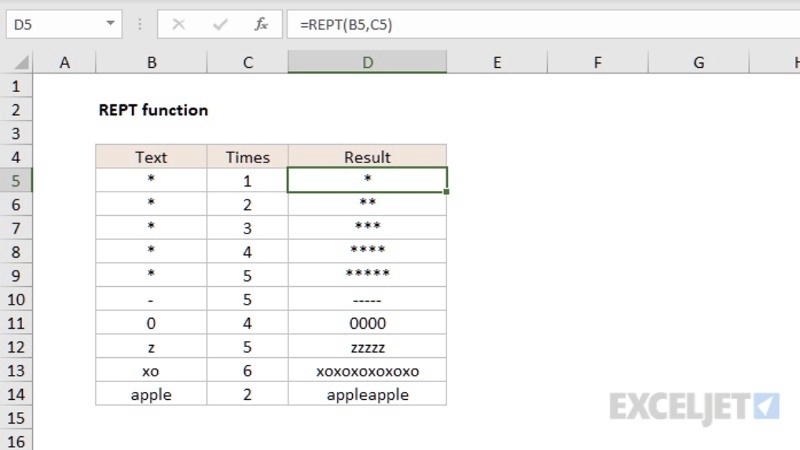 D5 fx =REPT(B5,C5)
A B C D E F G H
1
2 REPT function
3
4 Text Times Result
5 * 1 *
6 * 2 **
7 * 3 ***
8 * 4 ****
9 * 5 *****
10 - 5 -----
11 0 4 0000
12 z 5 zzzzz
13 xo 6 xoxoxoxoxoxo
14 apple 2 appleapple
15
16
EXCELJET